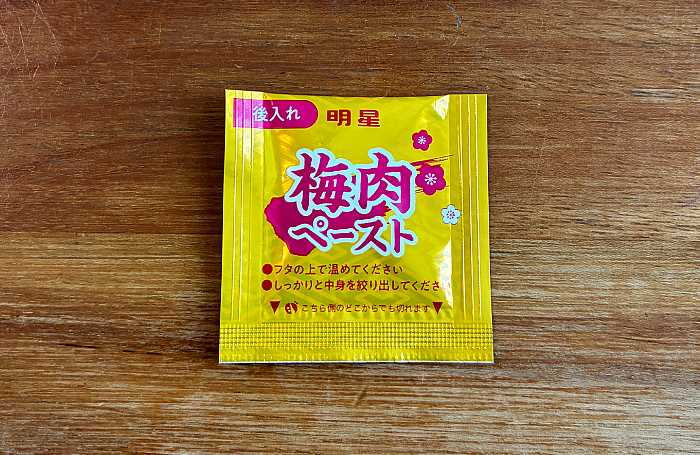 後入れ 明星
梅肉
ペースト
●フタの上で温めてください
●しっかりと中身を絞り出してください
▼こちら側のどこからでも切れます▼